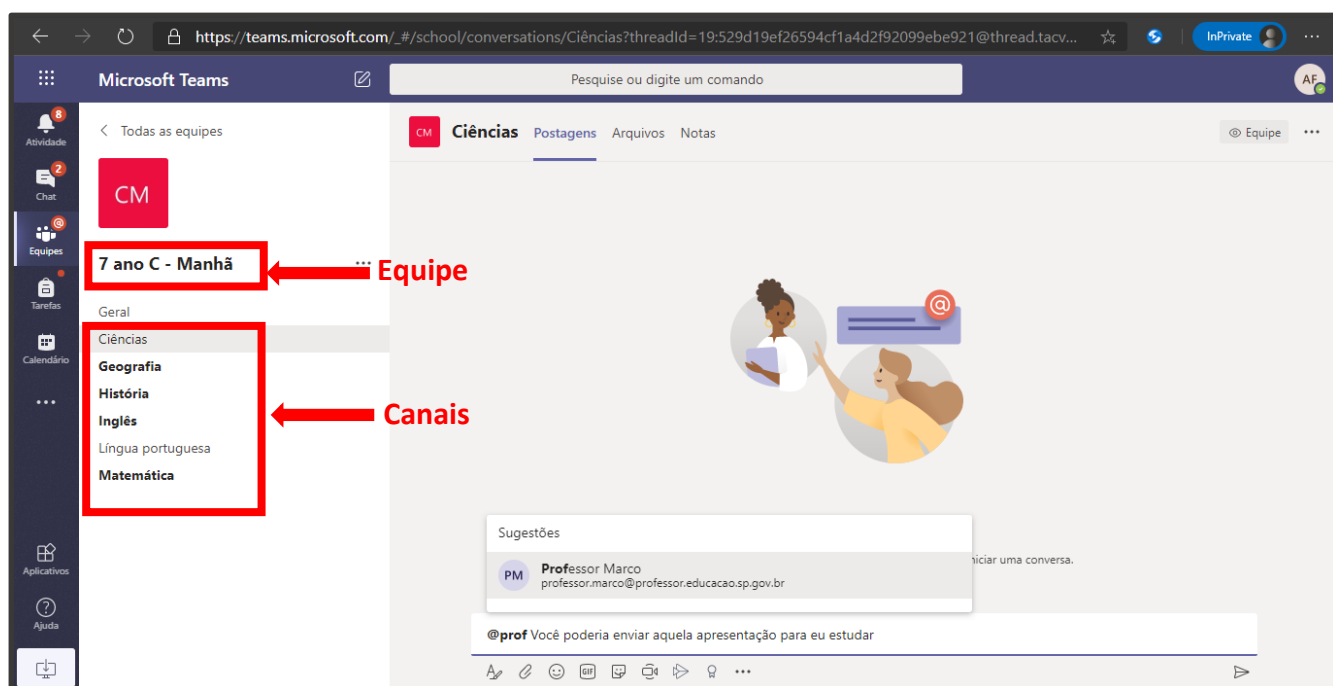 https://teams.microsoft.com/_#/school/conversations/Ciências?threadId=19:529d19ef26594cf1a4d2f92099ebe921@thread.tacv...
InPrivate
Microsoft Teams
Pesquise ou digite um comando
AF
8
Atividade
2
Chat
@
Equipes
Tarefas
Calendário
Aplicativos
Ajuda
Todas as equipes
CM
7 ano C - Manhã ...
Equipe
Geral
Ciências
Geografia
História
Inglês
Língua portuguesa
Matemática
Canais
CM Ciências Postagens Arquivos Notas
Equipe ...
@
Sugestões
PM Professor Marco
professor.marco@professor.educacao.sp.gov.br
iniciar uma conversa.
@prof Você poderia enviar aquela apresentação para eu estudar
GIF